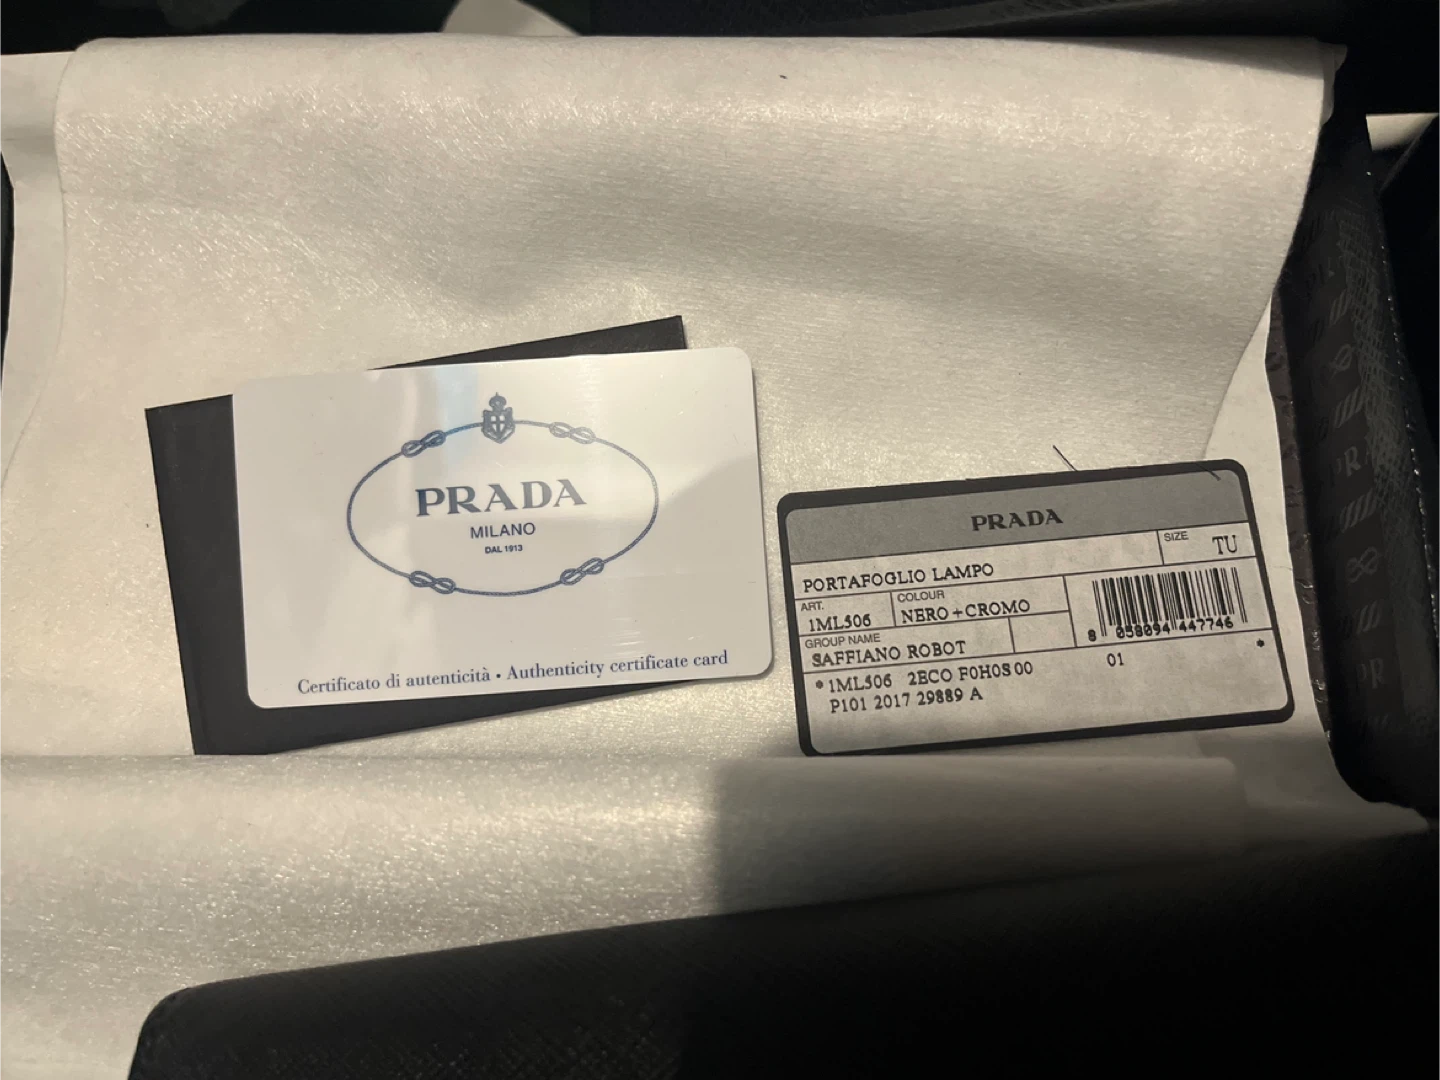 PRADA
MILANO
DAL 1913
Certificato di autenticità • Authenticity certificate card
PRADA
PORTAFOGLIO LAMPO
SIZE
TU
ART.
1ML506
COLOUR
NERO+CROMO
GROUP NAME
SAFFIANO ROBOT
8 058094 447746
*1ML506 2ECO F0H0S 00
01
*
P101 2017 29889 A